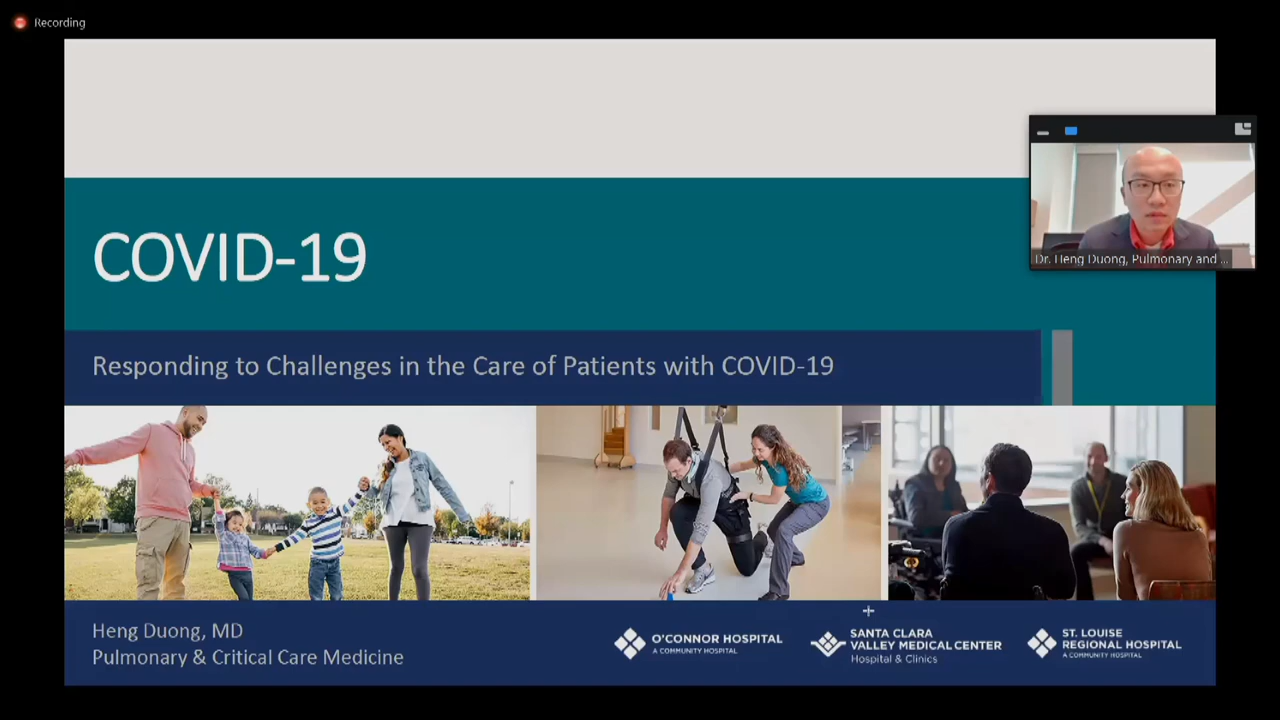 Recording
COVID-19
Dr. Heng Duong, Pulmonary and ...
Responding to Challenges in the Care of Patients with COVID-19
Heng Duong, MD
Pulmonary & Critical Care Medicine
O'CONNOR HOSPITAL
A COMMUNITY HOSPITAL
SANTA CLARA
VALLEY MEDICAL CENTER
Hospital & Clinics
ST. LOUISE
REGIONAL HOSPITAL
A COMMUNITY HOSPITAL